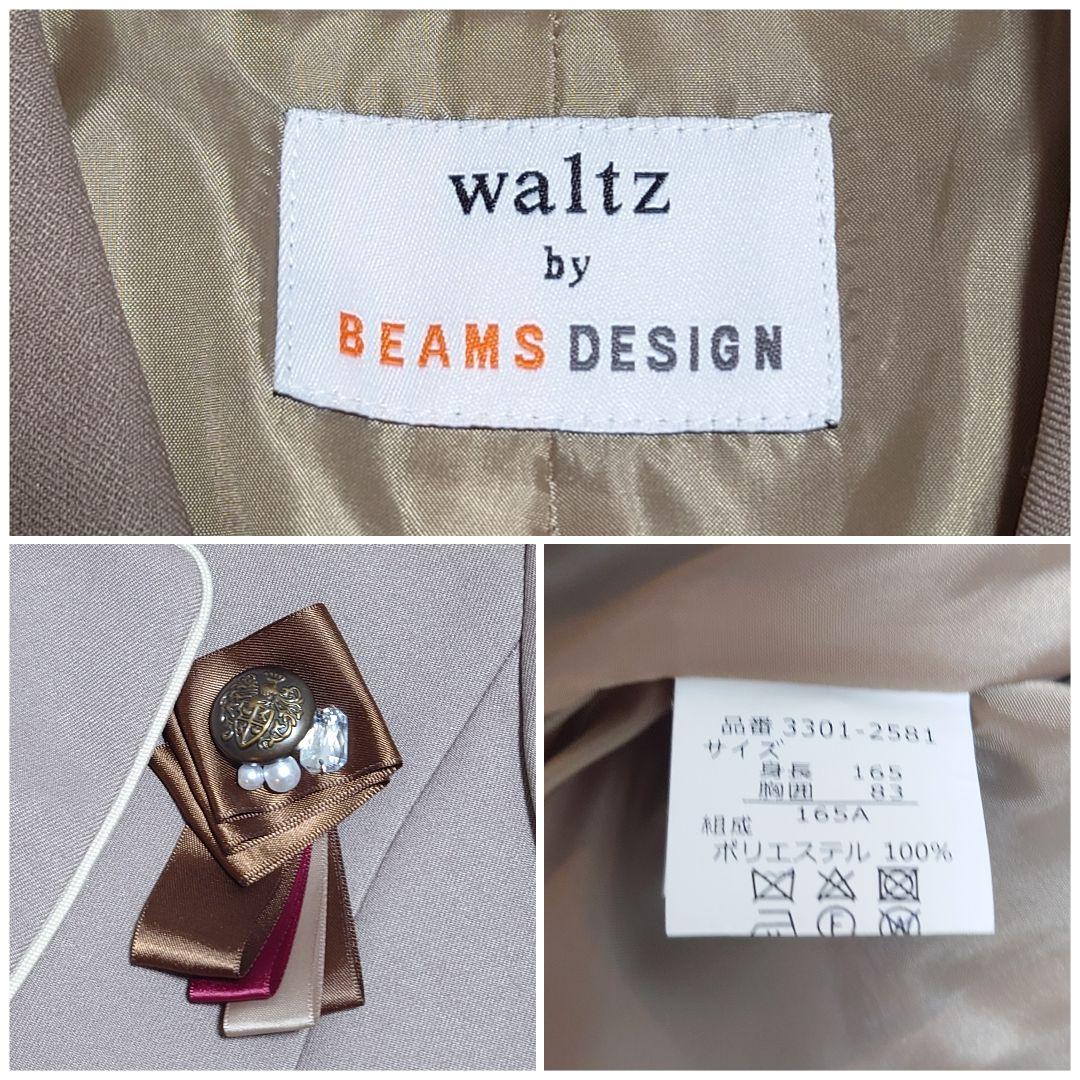 waltz
by
BEAMS DESIGN
品番 3301-2581
サイズ
身長 165
胸囲 83
165A
組成
ポリエステル 100%
F